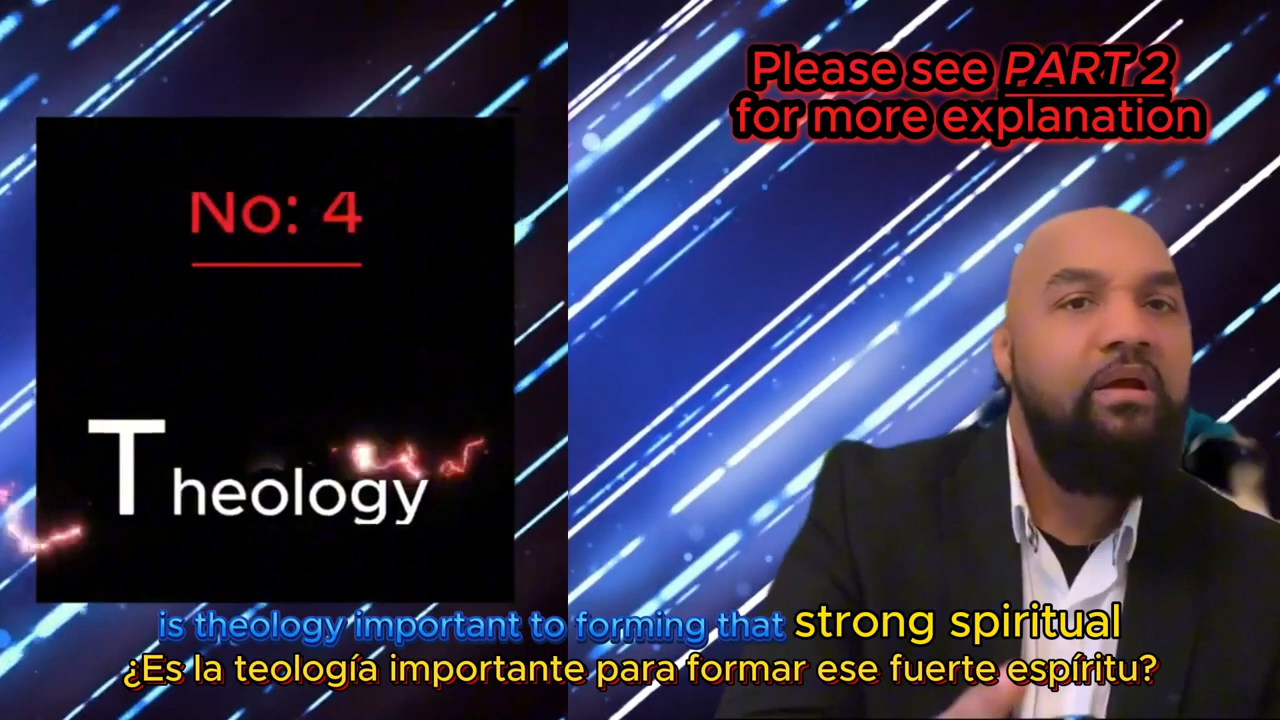 Please see PART 2
for more explanation
No: 4
Theology
is theology important to forming that strong spiritual
¿Es la teología importante para formar ese fuerte espíritu?